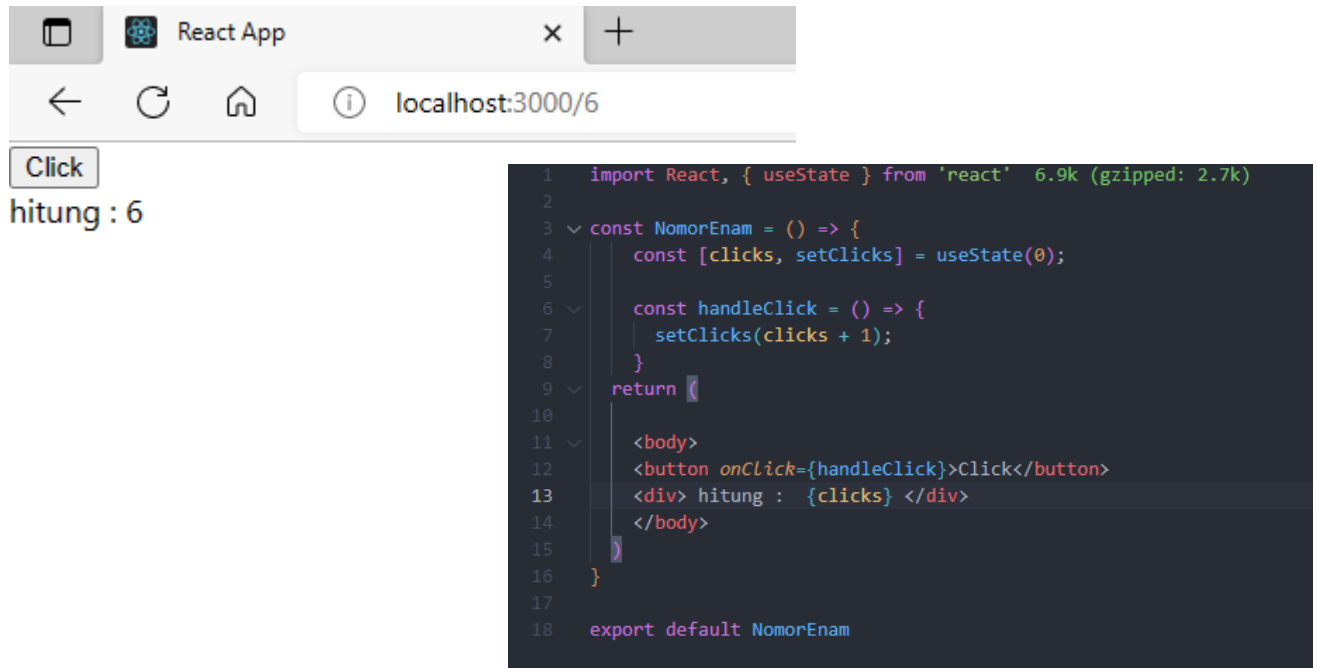 React App
localhost:3000/6
Click
hitung : 6
1 import React, { useState } from 'react' 6.9k (gzipped: 2.7k)
2
3 const NomorEnam = () => {
4 const [clicks, setClicks] = useState(0);
5
6 const handleClick = () => {
7 setClicks(clicks + 1);
8 }
9 return (
10
11 <body>
12 <button onClick={handleClick}>Click</button>
13 <div> hitung :  {clicks} </div>
14 </body>
15 )
16 }
17
18 export default NomorEnam